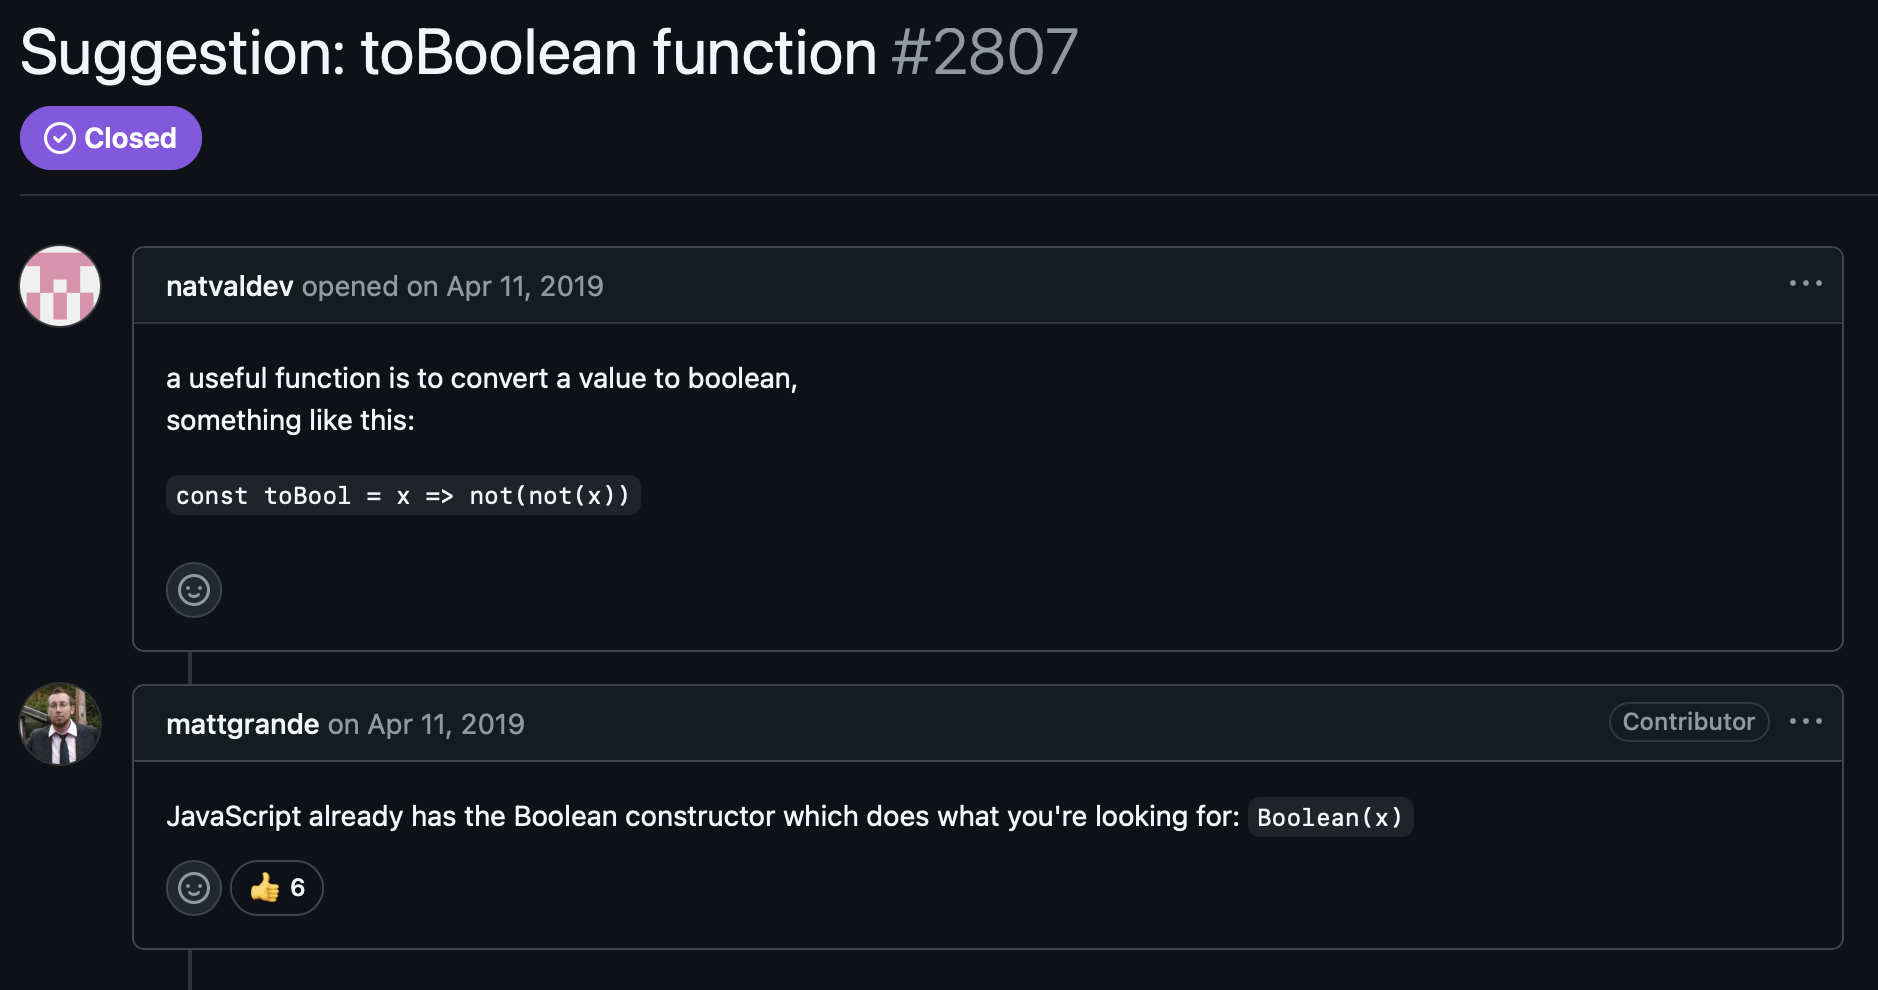 Suggestion: toBoolean function #2807
Closed
natvaldev opened on Apr 11, 2019
a useful function is to convert a value to boolean,
something like this:
const toBool = x => not(not(x))
mattgrande on Apr 11, 2019 Contributor
JavaScript already has the Boolean constructor which does what you're looking for: Boolean(x)
👍 6